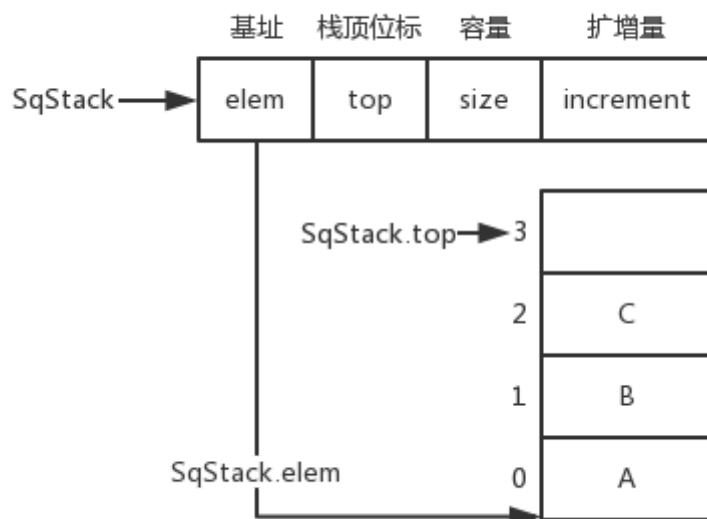 基址 栈顶位标 容量 扩增量
SqStack elem top size increment
SqStack.top 3
2 C
1 B
SqStack.elem 0 A